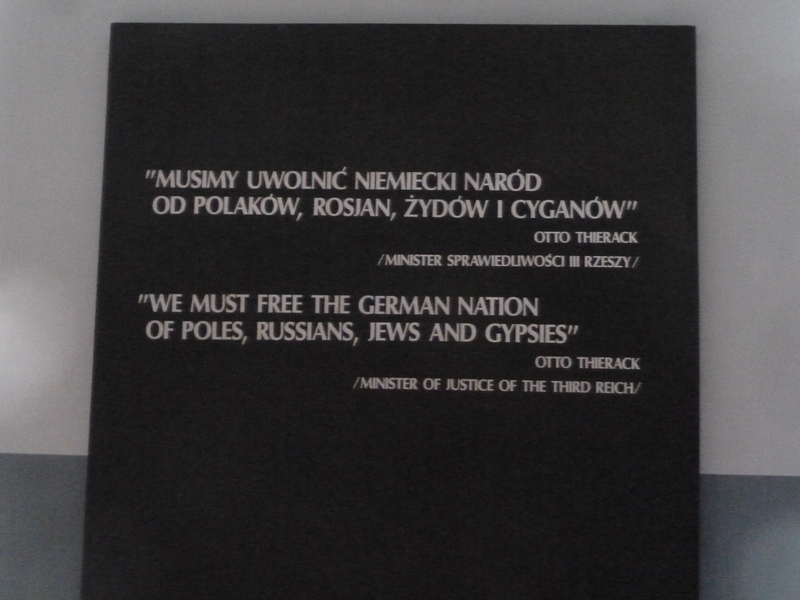 "MUSIMY UWOLNIĆ NIEMIECKI NARÓD
OD POLAKÓW, ROSJAN, ŻYDÓW I CYGANÓW"
OTTO THIERACK
/MINISTER SPRAWIEDLIWOŚCI III RZESZY/
"WE MUST FREE THE GERMAN NATION
OF POLES, RUSSIANS, JEWS AND GYPSIES"
OTTO THIERACK
/MINISTER OF JUSTICE OF THE THIRD REICH/